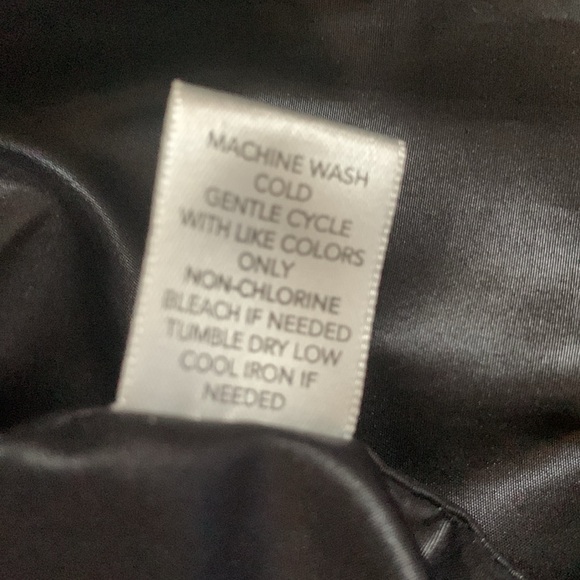 MACHINE WASH
COLD
GENTLE CYCLE
WITH LIKE COLORS
ONLY
NON-CHLORINE
BLEACH IF NEEDED
TUMBLE DRY LOW
COOL IRON IF
NEEDED